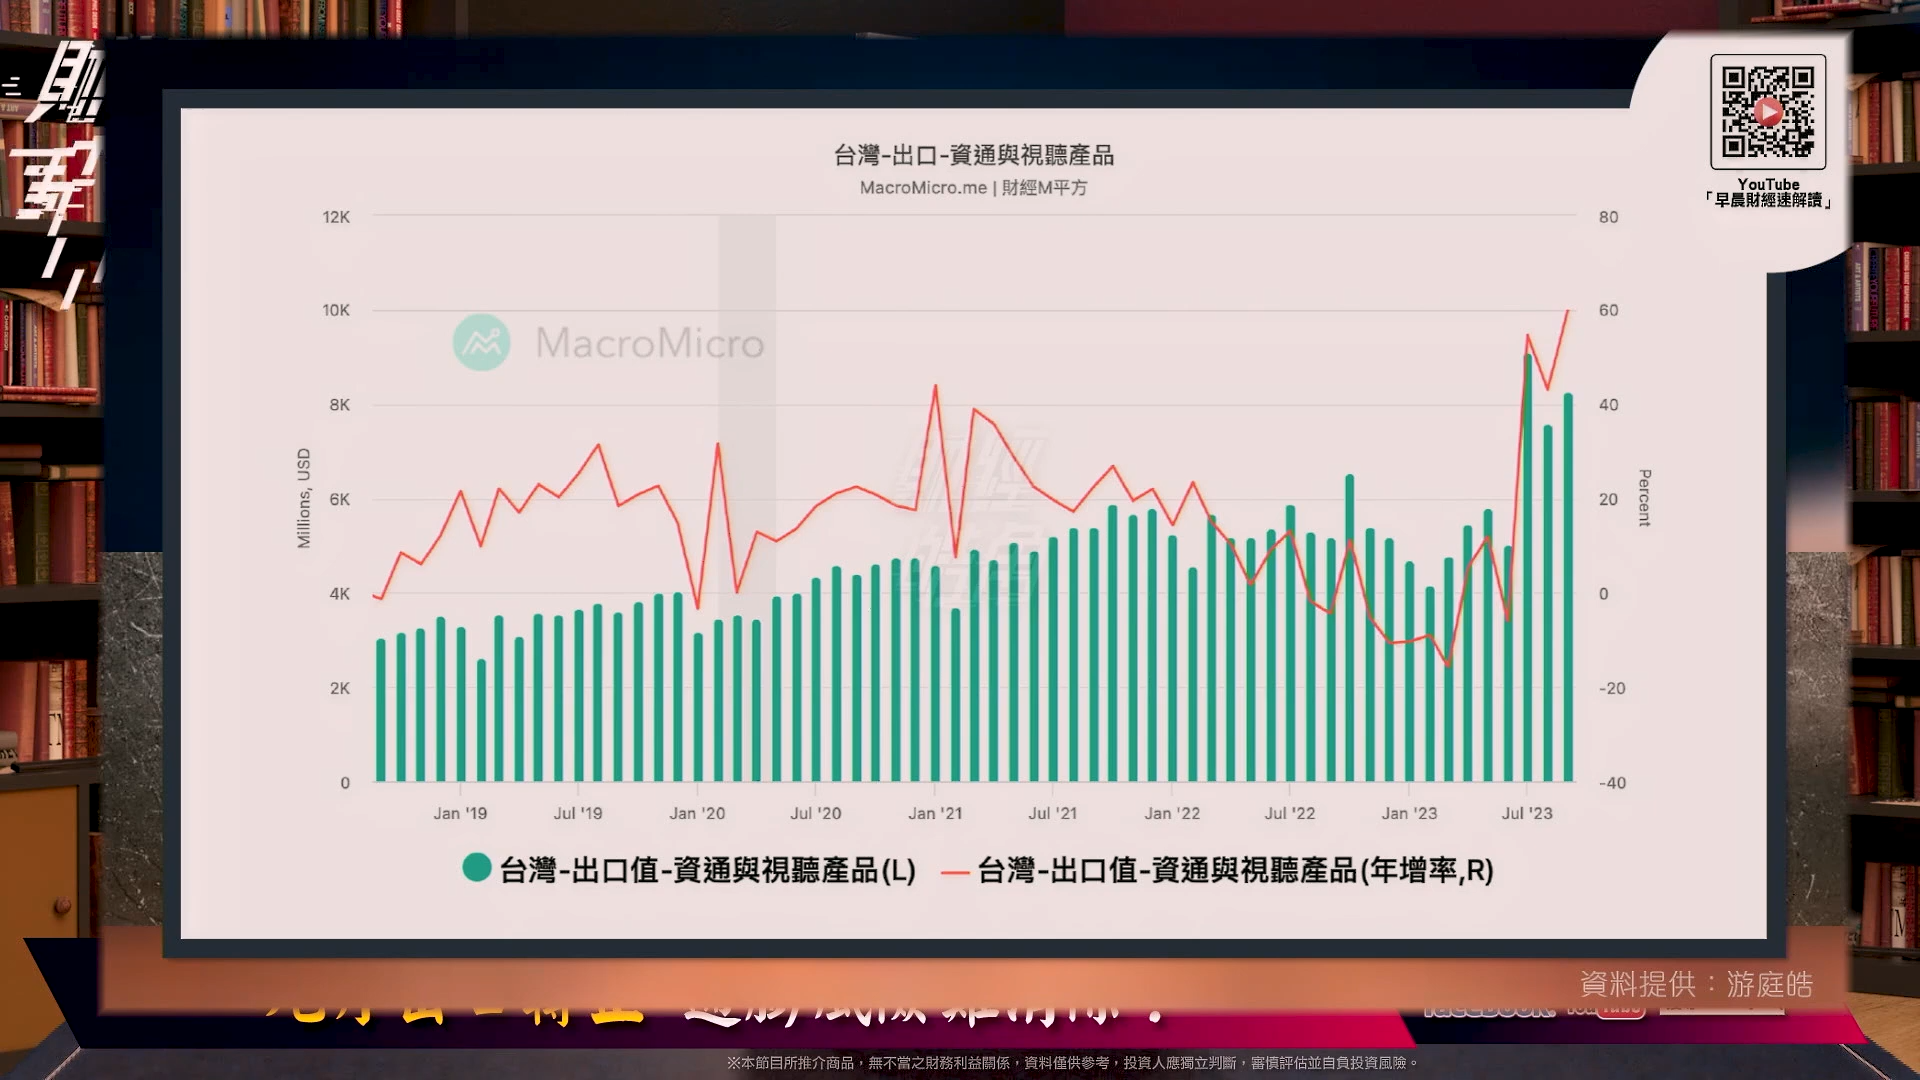 YouTube
「早晨財經速解讀」
台灣-出口-資通與視聽產品
MacroMicro.me | 財經M平方
12K
10K
8K
6K
4K
2K
0
Millions, USD
80
60
40
20
0
-20
-40
Percent
MacroMicro
財經
Jan '19
Jul '19
Jan '20
Jul '20
Jan '21
Jul '21
Jan '22
Jul '22
Jan '23
Jul '23
台灣-出口值-資通與視聽產品(L)
台灣-出口值-資通與視聽產品(年增率,R)
資料提供：游庭皓
※本節目所推介商品，無不當之財務利益關係，資料僅供參考，投資人應獨立判斷，審慎評估並自負投資風險。